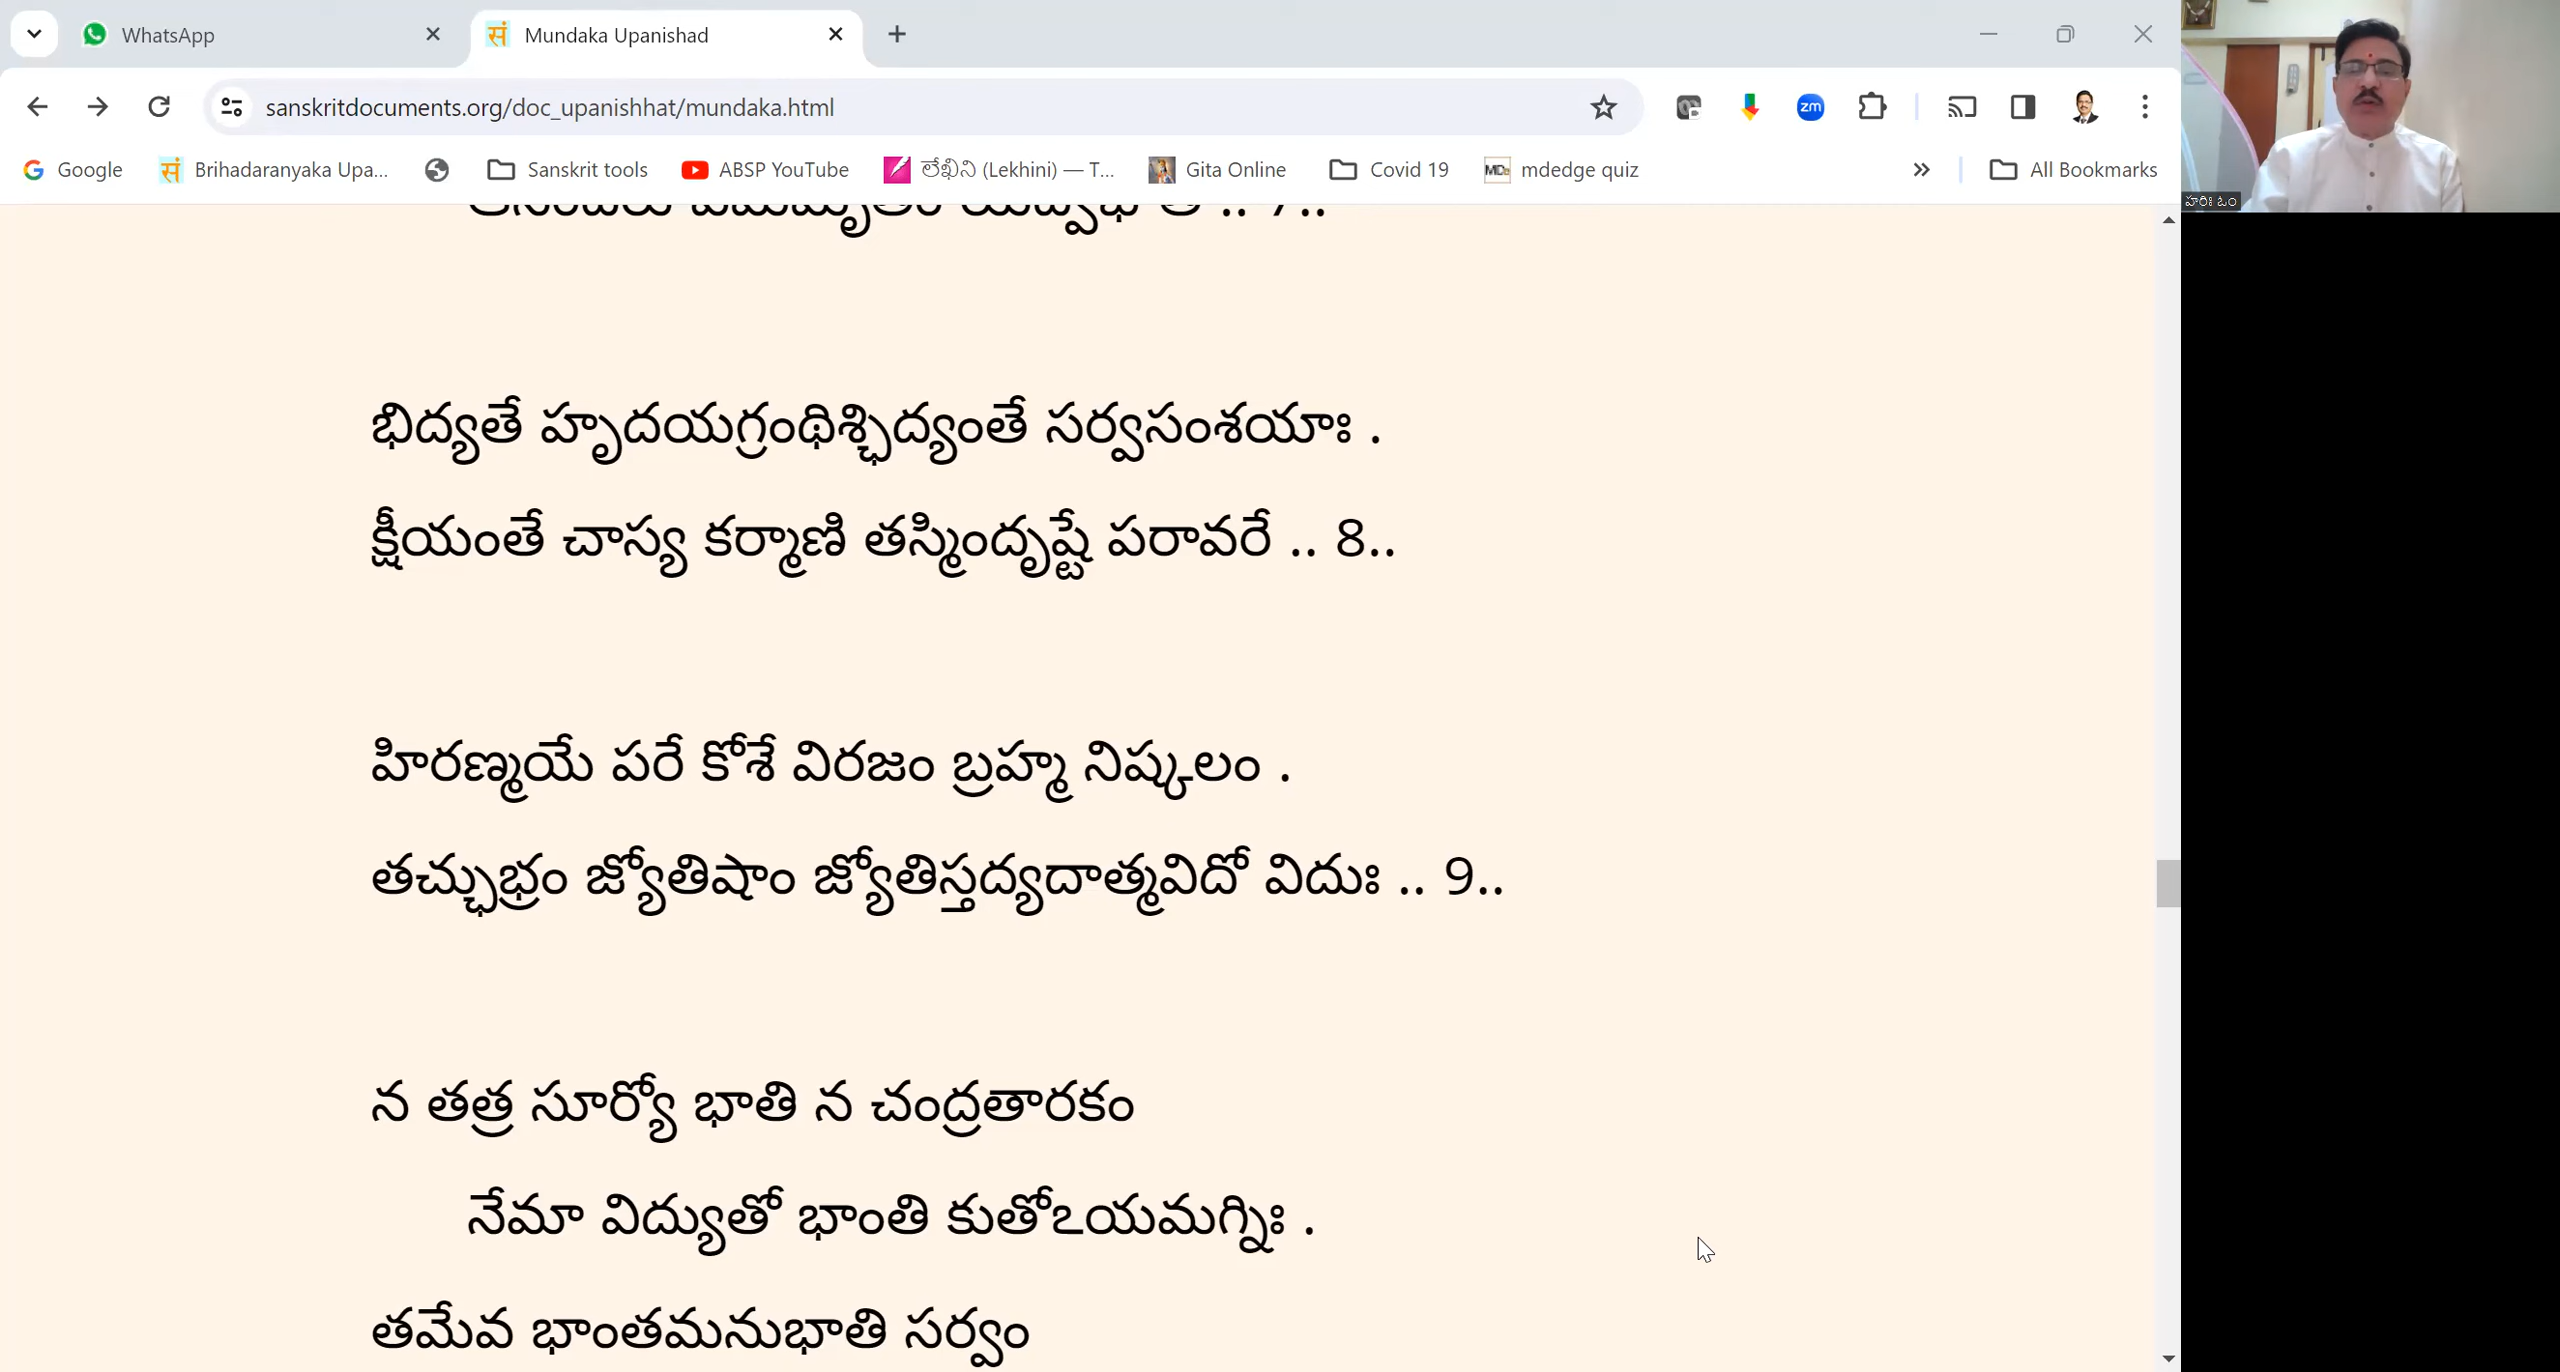 WhatsApp
Mundaka Upanishad
sanskritdocuments.org/doc_upanishhat/mundaka.html
zm
Google
Brihadaranyaka Upa...
Sanskrit tools
ABSP YouTube
లేఖిని (Lekhini) — T...
Gita Online
Covid 19
mdedge quiz
All Bookmarks
హరిః ఓం
భిద్యతే హృదయగ్రంథిశ్ఛిద్యంతే సర్వసంశయాః .
క్షీయంతే చాస్య కర్మాణి తస్మిందృష్టే పరావరే .. 8..
హిరణ్మయే పరే కోశే విరజం బ్రహ్మ నిష్కలం .
తచ్ఛుభ్రం జ్యోతిషాం జ్యోతిస్తద్యదాత్మవిదో విదుః .. 9..
న తత్ర సూర్యో భాతి న చంద్రతారకం
నేమా విద్యుతో భాంతి కుతోఽయమగ్నిః .
తమేవ భాంతమనుభాతి సర్వం